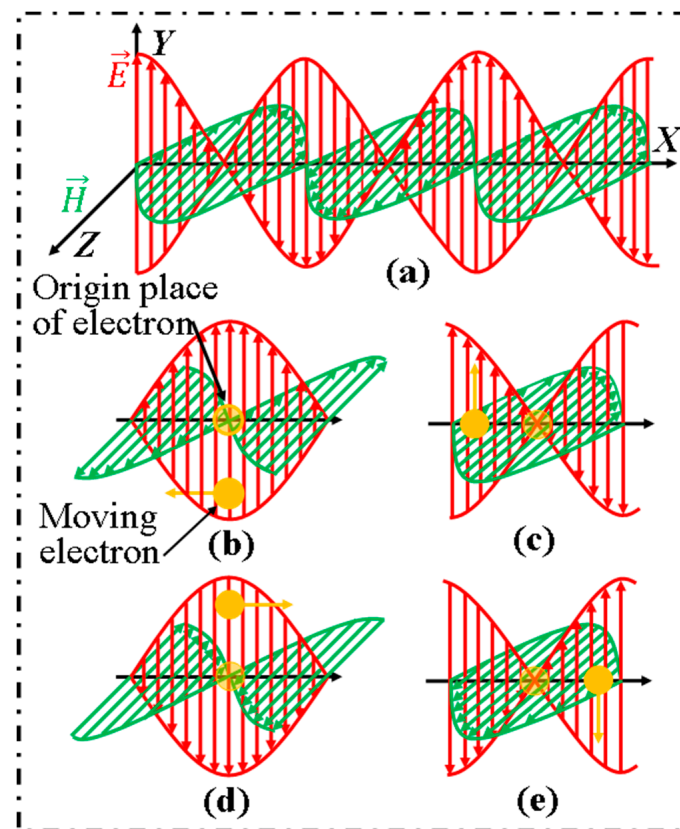 Y
E
X
H
Z
(a)
Origin place
of electron
Moving
electron
(b)
(c)
(d)
(e)